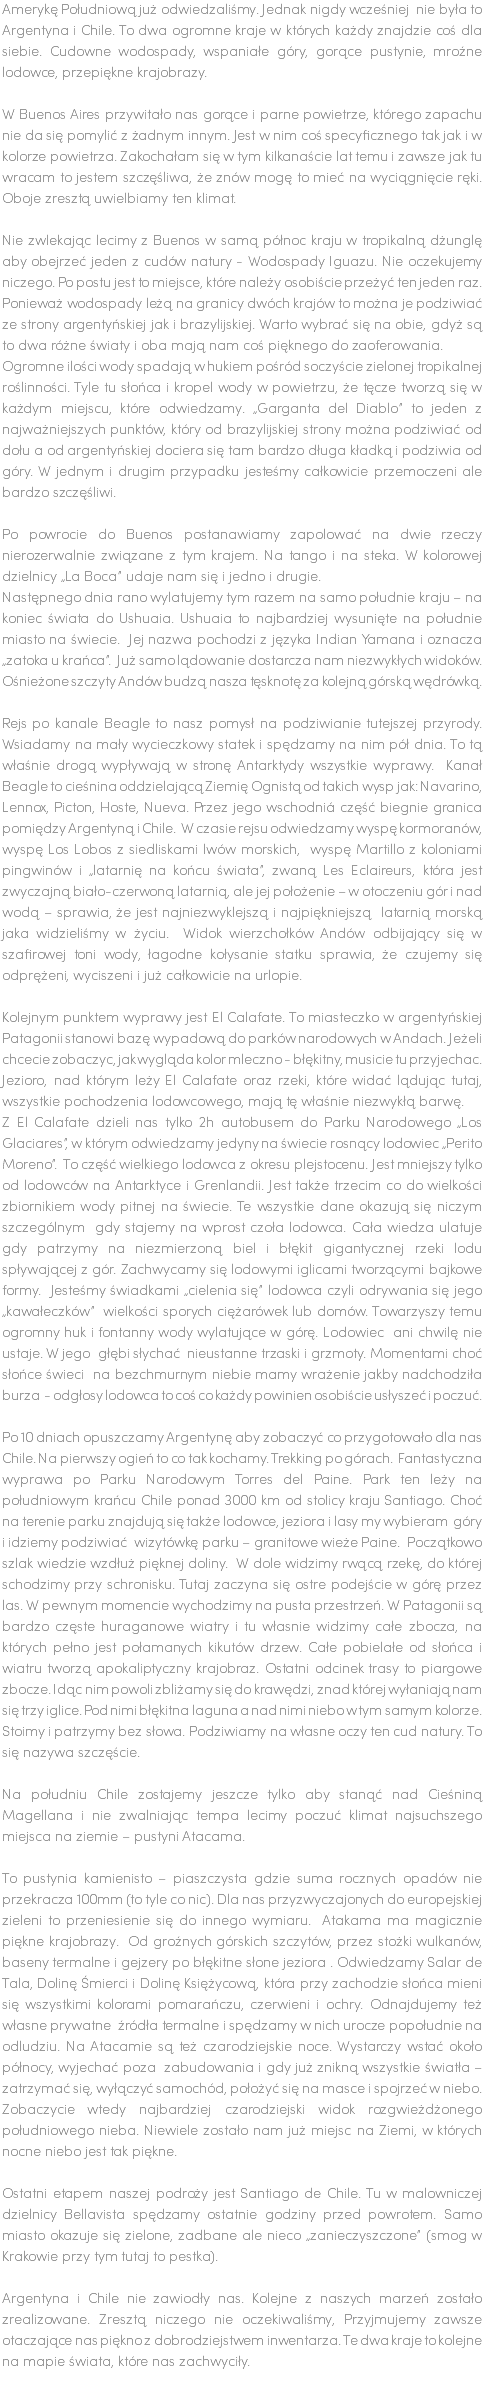 Amerykę Południową już odwiedzaliśmy. Jednak nigdy wcześniej nie była to
Argentyna i Chile. To dwa ogromne kraje w których każdy znajdzie coś dla
siebie. Cudowne wodospady, wspaniałe góry, gorące pustynie, mroźne
lodowce, przepiękne krajobrazy.

W Buenos Aires przywitało nas gorące i parne powietrze, którego zapachu
nie da się pomylić z żadnym innym. Jest w nim coś specyficznego tak jak i w
kolorze powietrza. Zakochałam się w tym kilkanaście lat temu i zawsze jak tu
wracam to jestem szczęśliwa, że znów mogę to mieć na wyciągnięcie ręki.
Oboje zresztą uwielbiamy ten klimat.

Nie zwlekając lecimy z Buenos w samą północ kraju w tropikalną dżunglę
aby obejrzeć jeden z cudów natury - Wodospady Iguazu. Nie oczekujemy
niczego. Po postu jest to miejsce, które należy osobiście przeżyć ten jeden raz.
Ponieważ wodospady leżą na granicy dwóch krajów to można je podziwiać
ze strony argentyńskiej jak i brazylijskiej. Warto wybrać się na obie, gdyż są
to dwa różne światy i oba mają nam coś pięknego do zaoferowania.
Ogromne ilości wody spadają w hukiem pośród soczyście zielonej tropikalnej
roślinności. Tyle tu słońca i kropel wody w powietrzu, że tęcze tworzą się w
każdym miejscu, które odwiedzamy. „Garganta del Diablo” to jeden z
najważniejszych punktów, który od brazylijskiej strony można podziwiać od
dołu a od argentyńskiej dociera się tam bardzo długa kładką i podziwia od
góry. W jednym i drugim przypadku jesteśmy całkowicie przemoczeni ale
bardzo szczęśliwi.

Po powrocie do Buenos postanawiamy zapolować na dwie rzeczy
nierozerwalnie związane z tym krajem. Na tango i na steka. W kolorowej
dzielnicy „La Boca” udaje nam się i jedno i drugie.
Następnego dnia rano wylatujemy tym razem na samo południe kraju – na
koniec świata do Ushuaia. Ushuaia to najbardziej wysunięte na południe
miasto na świecie. Jej nazwa pochodzi z języka Indian Yamana i oznacza
„zatoka u krańca”. Już samo lądowanie dostarcza nam niezwykłych widoków.
Ośnieżone szczyty Andów budzą nasza tęsknotę za kolejną górską wędrówką.

Rejs po kanale Beagle to nasz pomysł na podziwianie tutejszej przyrody.
Wsiadamy na mały wycieczkowy statek i spędzamy na nim pół dnia. To tą
właśnie drogą wypływają w stronę Antarktydy wszystkie wyprawy. Kanał
Beagle to cieśnina oddzielającą Ziemię Ognistą od takich wysp jak: Navarino,
Lennox, Picton, Hoste, Nueva. Przez jego wschodnią część biegnie granica
pomiędzy Argentyną i Chile. W czasie rejsu odwiedzamy wyspę kormoranów,
wyspę Los Lobos z siedliskami lwów morskich, wyspę Martillo z koloniami
pingwinów i „latarnię na końcu świata”, zwaną Les Eclaireurs, która jest
zwyczajną biało-czerwoną latarnią, ale jej położenie – w otoczeniu gór i nad
wodą – sprawia, że jest najniezwyklejszą i najpiękniejszą latarnią morską
jaka widzieliśmy w życiu. Widok wierzchołków Andów odbijający się w
szafirowej toni wody, łagodne kołysanie statku sprawia, że czujemy się
odprężeni, wyciszeni i już całkowicie na urlopie.

Kolejnym punktem wyprawy jest El Calafate. To miasteczko w argentyńskiej
Patagonii stanowi bazę wypadową do parków narodowych w Andach. Jeżeli
chcecie zobaczyc, jak wygląda kolor mleczno - błękitny, musicie tu przyjechac.
Jezioro, nad którym leży El Calafate oraz rzeki, które widać lądując tutaj,
wszystkie pochodzenia lodowcowego, mają tę właśnie niezwykłą barwę.
Z El Calafate dzieli nas tylko 2h autobusem do Parku Narodowego „Los
Glaciares”, w którym odwiedzamy jedyny na świecie rosnący lodowiec „Perito
Moreno”. To część wielkiego lodowca z okresu plejstocenu. Jest mniejszy tylko
od lodowców na Antarktyce i Grenlandii. Jest także trzecim co do wielkości
zbiornikiem wody pitnej na świecie. Te wszystkie dane okazują się niczym
szczególnym gdy stajemy na wprost czoła lodowca. Cała wiedza ulatuje
gdy patrzymy na niezmierzoną biel i błękit gigantycznej rzeki lodu
spływającej z gór. Zachwycamy się lodowymi iglicami tworzącymi bajkowe
formy. Jesteśmy świadkami „cielenia się” lodowca czyli odrywania się jego
„kawałeczków” wielkości sporych ciężarówek lub domów. Towarzyszy temu
ogromny huk i fontanny wody wylatujące w górę. Lodowiec ani chwilę nie
ustaje. W jego głębi słychać nieustanne trzaski i grzmoty. Momentami choć
słońce świeci na bezchmurnym niebie mamy wrażenie jakby nadchodziła
burza - odgłosy lodowca to coś co każdy powinien osobiście usłyszeć i poczuć.

Po 10 dniach opuszczamy Argentynę aby zobaczyć co przygotowało dla nas
Chile. Na pierwszy ogień to co tak kochamy. Trekking po górach. Fantastyczna
wyprawa po Parku Narodowym Torres del Paine. Park ten leży na
południowym krańcu Chile ponad 3000 km od stolicy kraju Santiago. Choć
na terenie parku znajdują się także lodowce, jeziora i lasy my wybieram góry
i idziemy podziwiać wizytówkę parku – granitowe wieże Paine. Początkowo
szlak wiedzie wzdłuż pięknej doliny. W dole widzimy rwącą rzekę, do której
schodzimy przy schronisku. Tutaj zaczyna się ostre podejście w górę przez
las. W pewnym momencie wychodzimy na pusta przestrzeń. W Patagonii są
bardzo częste huraganowe wiatry i tu własnie widzimy całe zbocza, na
których pełno jest połamanych kikutów drzew. Całe pobielałe od słońca i
wiatru tworzą apokaliptyczny krajobraz. Ostatni odcinek trasy to piargowe
zbocze. Idąc nim powoli zbliżamy się do krawędzi, znad której wyłaniają nam
się trzy iglice. Pod nimi błękitna laguna a nad nimi niebo w tym samym kolorze.
Stoimy i patrzymy bez słowa. Podziwiamy na własne oczy ten cud natury. To
się nazywa szczęście.

Na południu Chile zostajemy jeszcze tylko aby stanąć nad Cieśniną
Magellana i nie zwalniając tempa lecimy poczuć klimat najsuchszego
miejsca na ziemie – pustyni Atacama.

To pustynia kamienisto – piaszczysta gdzie suma rocznych opadów nie
przekracza 100mm (to tyle co nic). Dla nas przyzwyczajonych do europejskiej
zieleni to przeniesienie się do innego wymiaru. Atakama ma magicznie
piękne krajobrazy. Od groźnych górskich szczytów, przez stożki wulkanów,
baseny termalne i gejzery po błękitne słone jeziora . Odwiedzamy Salar de
Tala, Dolinę Śmierci i Dolinę Księżycową, która przy zachodzie słońca mieni
się wszystkimi kolorami pomarańczu, czerwieni i ochry. Odnajdujemy też
własne prywatne źródła termalne i spędzamy w nich urocze popołudnie na
odludziu. Na Atacamie są też czarodziejskie noce. Wystarczy wstać około
północy, wyjechać poza zabudowania i gdy już znikną wszystkie światła –
zatrzymać się, wyłączyć samochód, położyć się na masce i spojrzeć w niebo.
Zobaczycie wtedy najbardziej czarodziejski widok rozgwieżdżonego
południowego nieba. Niewiele zostało nam już miejsc na Ziemi, w których
nocne niebo jest tak piękne.

Ostatni etapem naszej podroży jest Santiago de Chile. Tu w malowniczej
dzielnicy Bellavista spędzamy ostatnie godziny przed powrotem. Samo
miasto okazuje się zielone, zadbane ale nieco „zanieczyszczone” (smog w
Krakowie przy tym tutaj to pestka).

Argentyna i Chile nie zawiodły nas. Kolejne z naszych marzeń zostało
zrealizowane. Zresztą niczego nie oczekiwaliśmy, Przyjmujemy zawsze
otaczające nas piękno z dobrodziejstwem inwentarza. Te dwa kraje to kolejne
na mapie świata, które nas zachwyciły.